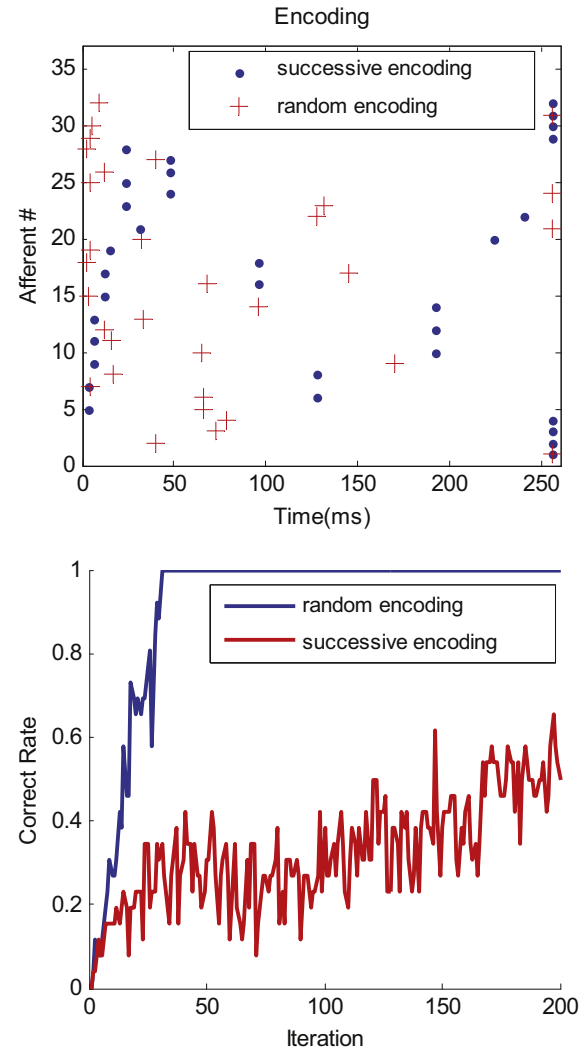 Encoding
35
30
25
20
15
10
5
0
Afferent #
successive encoding
random encoding
0 50 100 150 200 250
Time(ms)
1
0.8
0.6
0.4
0.2
0
Correct Rate
random encoding
successive encoding
0 50 100 150 200
Iteration